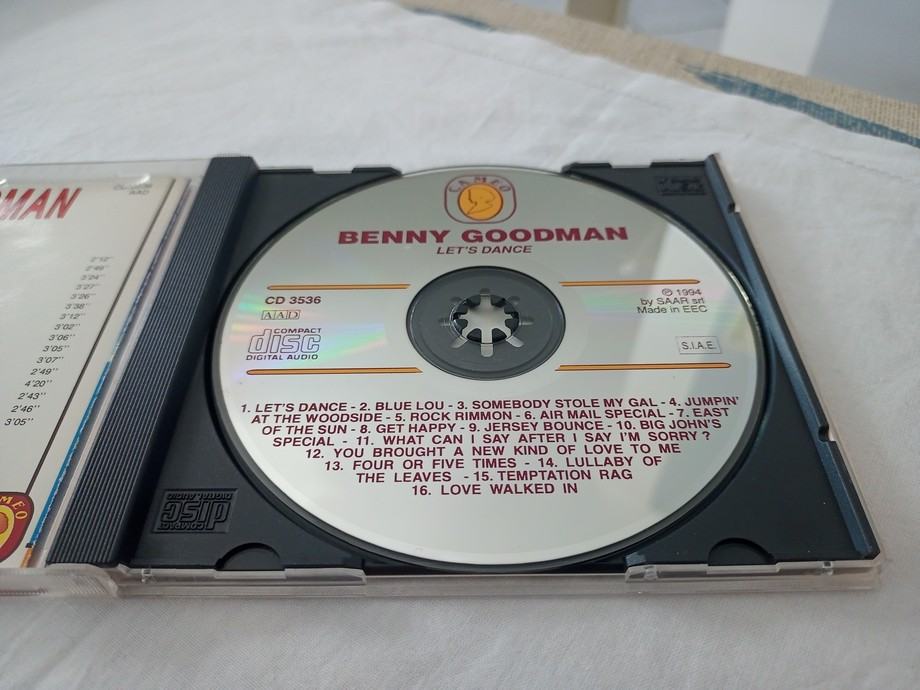 CAMEO
BENNY GOODMAN
LET'S DANCE
CD 3536
AAD
COMPACT
disc
DIGITAL AUDIO
℗ 1994
by SAAR srl
Made in EEC
S.I.A.E.
1. LET'S DANCE - 2. BLUE LOU - 3. SOMEBODY STOLE MY GAL - 4. JUMPIN'
AT THE WOODSIDE - 5. ROCK RIMMON - 6. AIR MAIL SPECIAL - 7. EAST
OF THE SUN - 8. GET HAPPY - 9. JERSEY BOUNCE - 10. BIG JOHN'S
SPECIAL - 11. WHAT CAN I SAY AFTER I SAY I'M SORRY ?
12. YOU BROUGHT A NEW KIND OF LOVE TO ME
13. FOUR OR FIVE TIMES - 14. LULLABY OF
THE LEAVES - 15. TEMPTATION RAG
16. LOVE WALKED IN
MAN
AAD
2'12"
2'49"
3'24"
3'27"
3'26"
3'38"
3'12"
3'02"
3'06"
3'05"
3'07"
2'49"
4'20"
2'43"
2'46"
3'05"
MEO
COMPACT
disc
DIGITAL AUDIO